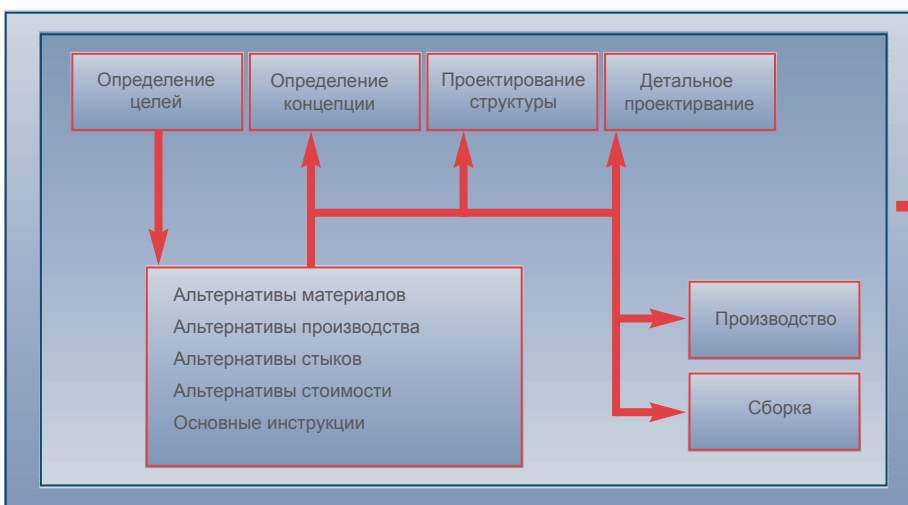 Определение
целей
Определение
концепции
Проектирование
структуры
Детальное
проектирвание
Альтернативы материалов
Альтернативы производства
Альтернативы стыков
Альтернативы стоимости
Основные инструкции
Производство
Сборка